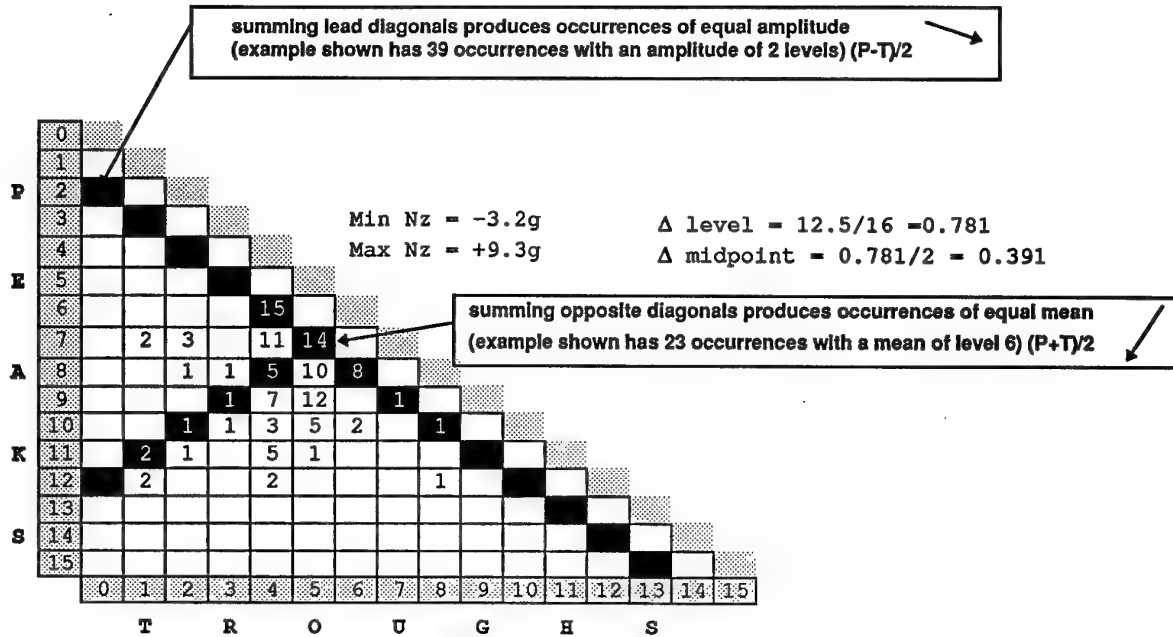 summing lead diagonals produces occurrences of equal amplitude
(example shown has 39 occurrences with an amplitude of 2 levels) (P-T)/2
0
1
P 2
3
Min Nz = -3.2g Δ level = 12.5/16 =0.781
4
Max Nz = +9.3g Δ midpoint = 0.781/2 = 0.391
E 5
6 15
summing opposite diagonals produces occurrences of equal mean
7 2 3 11 14
(example shown has 23 occurrences with a mean of level 6) (P+T)/2
A 8 1 1 5 10 8
9 1 7 12 1
10 1 1 3 5 2 1
K 11 2 1 5 1
12 2 2 1
13
S 14
15
0 1 2 3 4 5 6 7 8 9 10 11 12 13 14 15
T R O U G H S